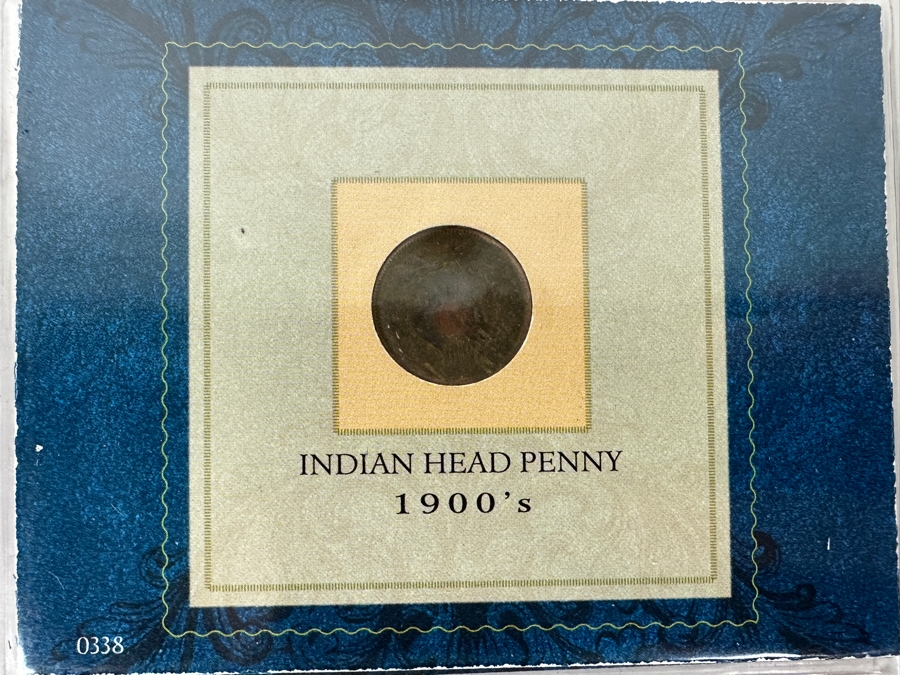 INDIAN HEAD PENNY
1900's
0338